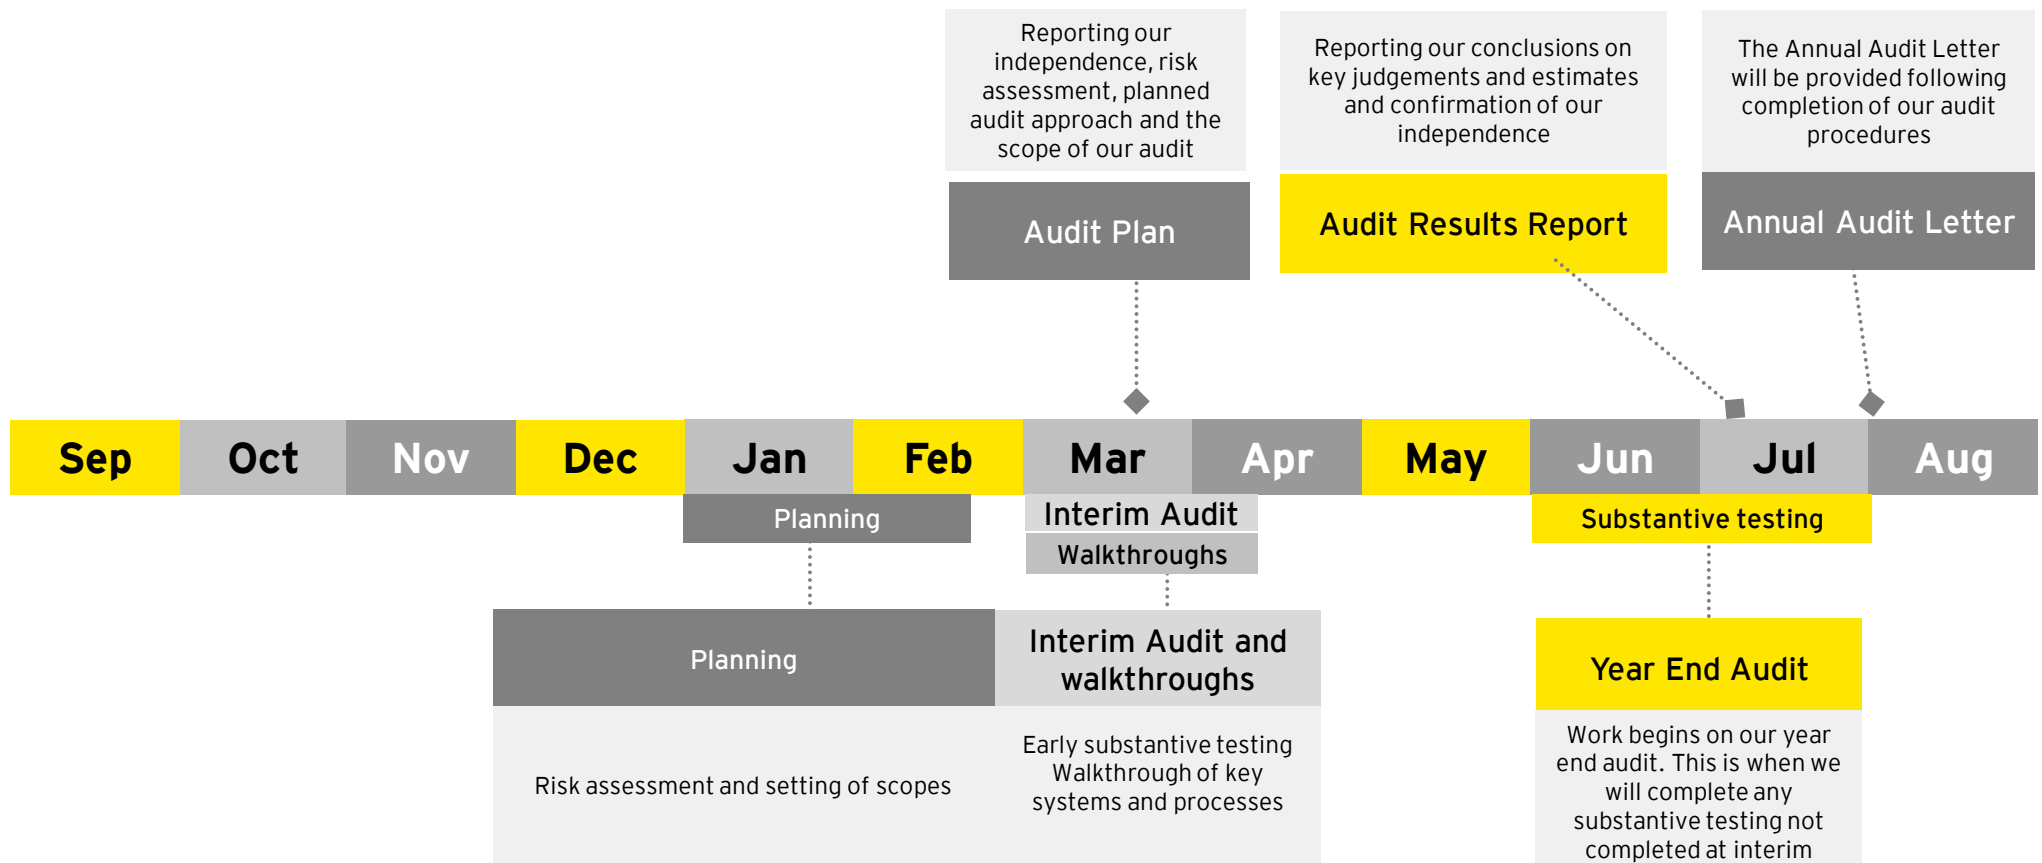 Reporting our
independence, risk
assessment, planned
audit approach and the
scope of our audit
Reporting our conclusions on
key judgements and estimates
and confirmation of our
independence
The Annual Audit Letter
will be provided following
completion of our audit
procedures
Audit Plan
Audit Results Report
Annual Audit Letter
Sep Oct Nov Dec Jan Feb Mar Apr May Jun Jul Aug
Planning
Interim Audit
Walkthroughs
Substantive testing
Planning
Interim Audit and
walkthroughs
Year End Audit
Risk assessment and setting of scopes
Early substantive testing
Walkthrough of key
systems and processes
Work begins on our year
end audit. This is when we
will complete any
substantive testing not
completed at interim